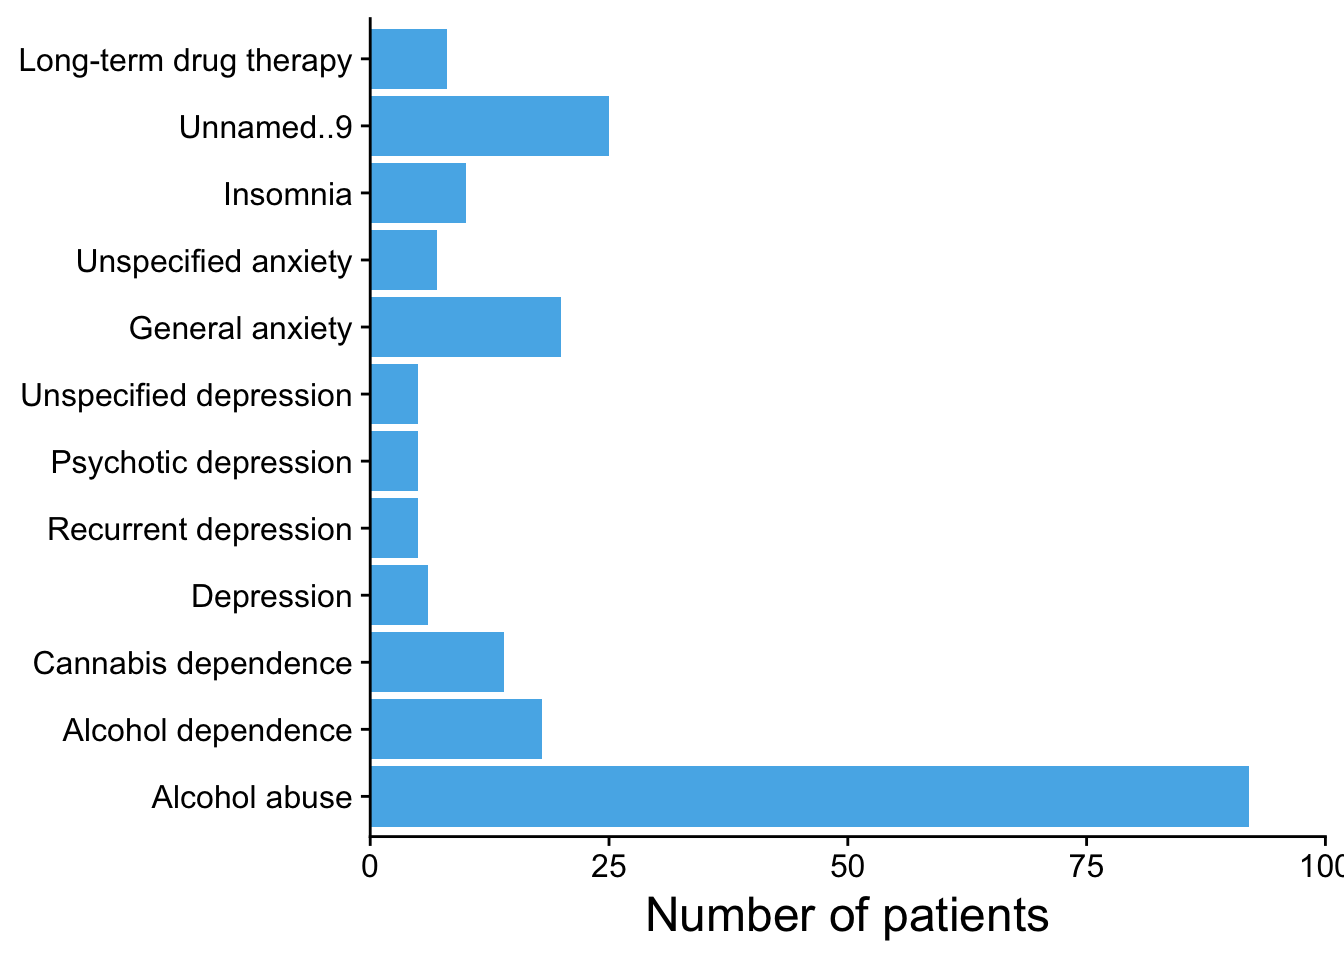 Long-term drug therapy
Unnamed..9
Insomnia
Unspecified anxiety
General anxiety
Unspecified depression
Psychotic depression
Recurrent depression
Depression
Cannabis dependence
Alcohol dependence
Alcohol abuse
0 25 50 75 100
Number of patients